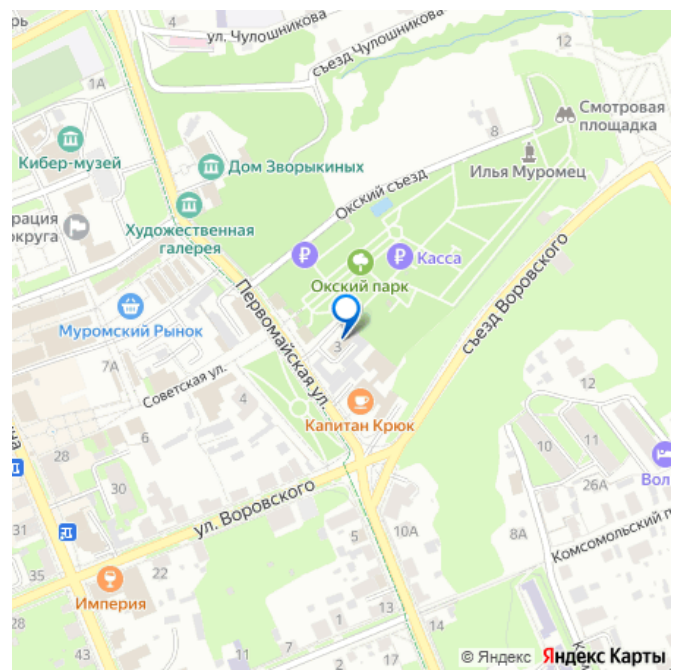 4
ул. Чулошникова
съезд Чулошникова
12
1А
Смотровая
площадка
8
Кибер-музей
Дом Зворыкиных
Илья Муромец
Окский съезд
Художественная
галерея
округа
Касса
Окский парк
съезд Воровского
Муромский Рынок
Первомайская ул.
3
7А
Советская ул.
4
12
Капитан Крюк
6
10
11
28
30
ул. Воровского
26А
31
10А
8А
5
Комсомольский п
35
22
Империя
21
13
14
28
1
11
43
17
2
© Яндекс Яндекс Карты